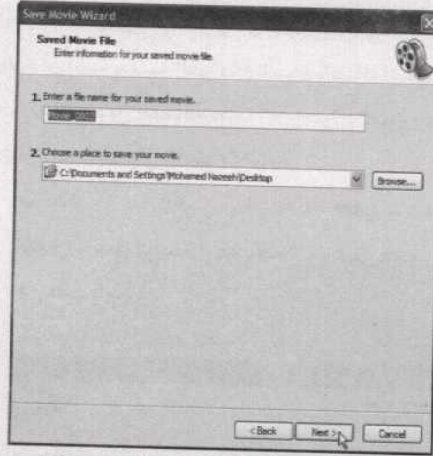 Save Movie Wizard
Saved Movie File
Enter information for your saved movie file.
1. Enter a file name for your saved movie.
2. Choose a place to save your movie.
C:\Documents and Settings\Mohamed Nazeeh\Desktop
Browse...
< Back
Next >
Cancel